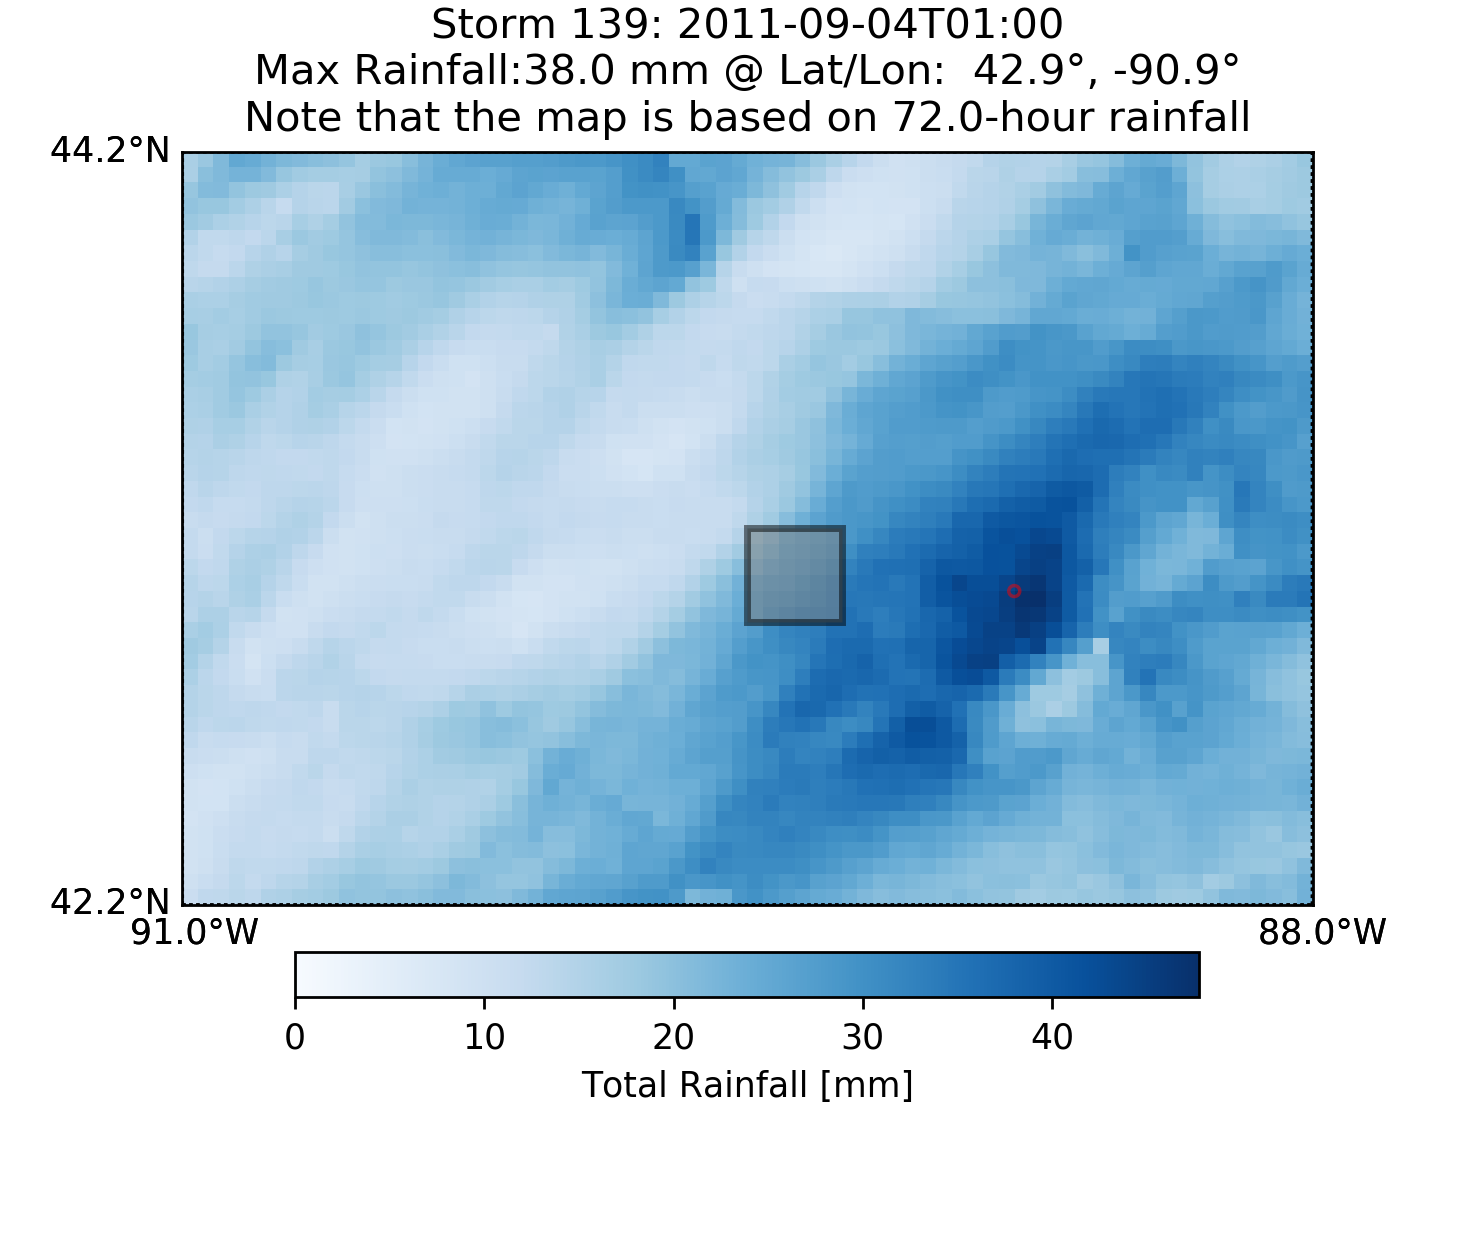 Storm 139: 2011-09-04T01:00
Max Rainfall:38.0 mm @ Lat/Lon:  42.9°, -90.9°
Note that the map is based on 72.0-hour rainfall
44.2°N
42.2°N
91.0°W 88.0°W
0 10 20 30 40
Total Rainfall [mm]